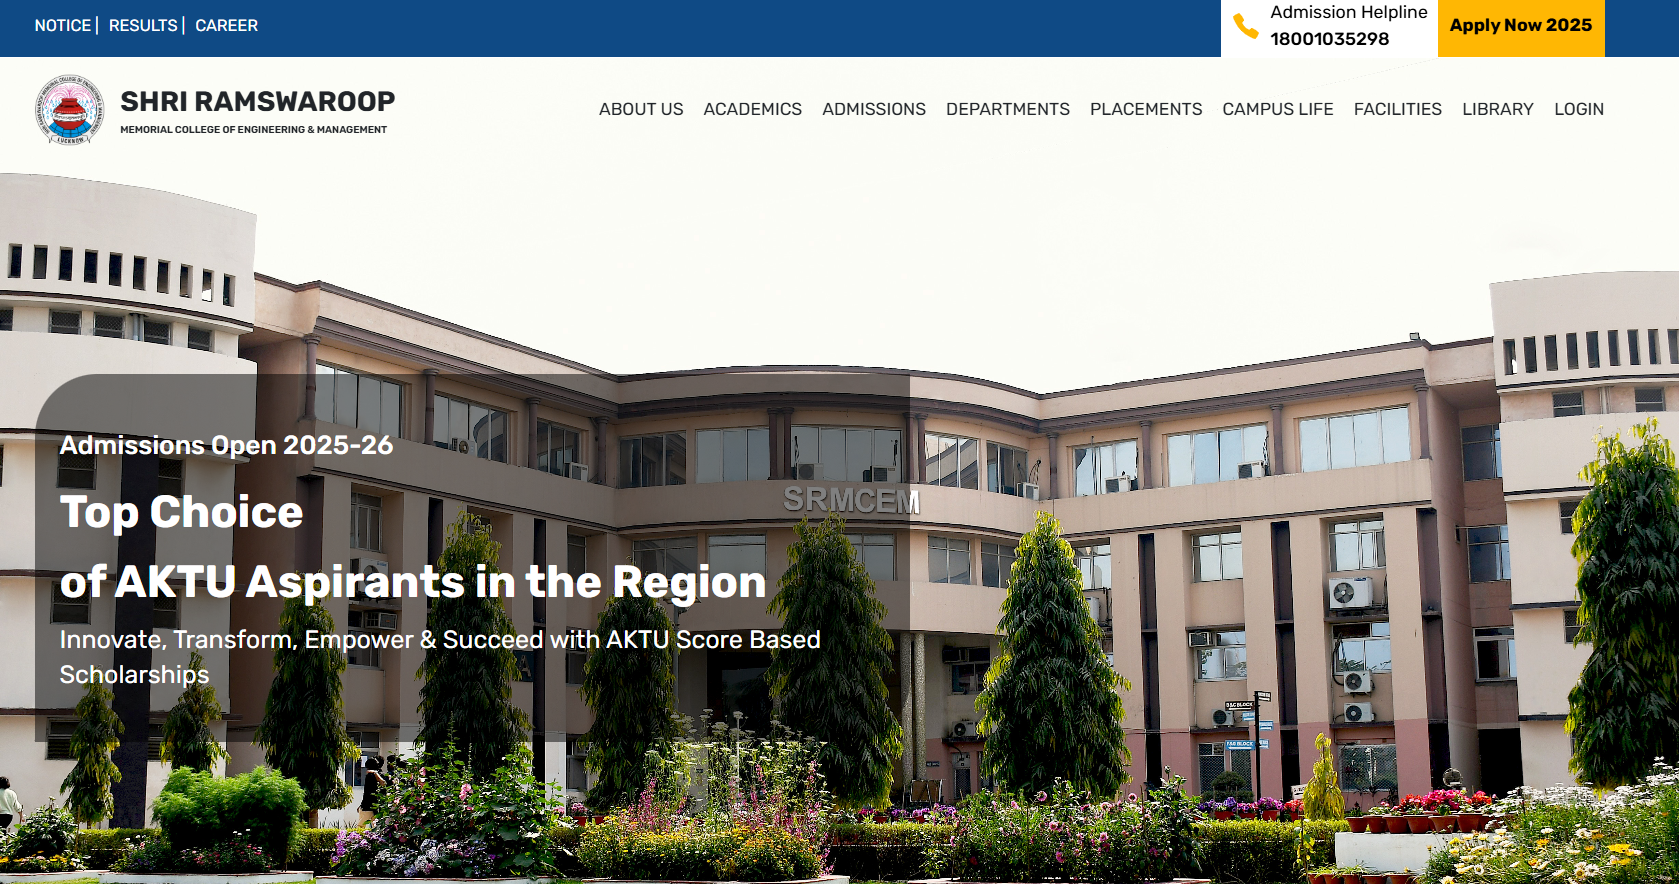 NOTICE | RESULTS | CAREER
Admission Helpline
18001035298
Apply Now 2025
SHRI RAMSWAROOP
MEMORIAL COLLEGE OF ENGINEERING & MANAGEMENT
LUCKNOW
ABOUT US ACADEMICS ADMISSIONS DEPARTMENTS PLACEMENTS CAMPUS LIFE FACILITIES LIBRARY LOGIN
Admissions Open 2025-26
Top Choice
of AKTU Aspirants in the Region
Innovate, Transform, Empower & Succeed with AKTU Score Based
Scholarships
SRMCEM